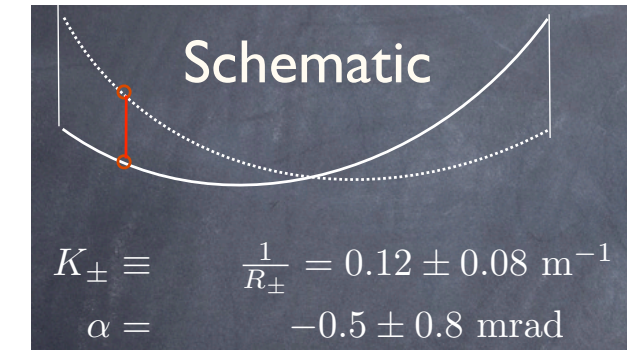 Schematic
K± ≡ 1/R± = 0.12 ± 0.08 m⁻¹
α = −0.5 ± 0.8 mrad